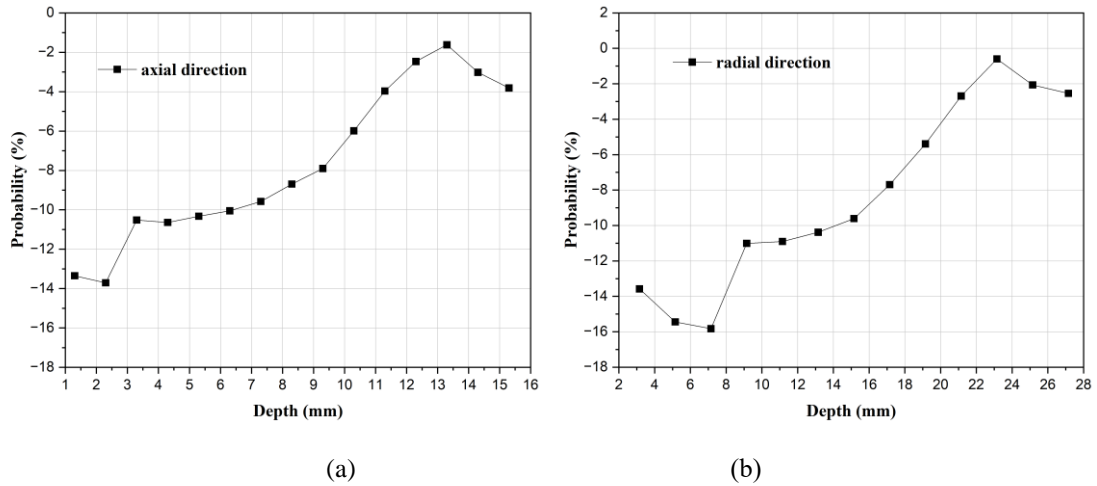 0
−2
−4
−6
−8
−10
−12
−14
−16
−18
Probability (%)
axial direction
1 2 3 4 5 6 7 8 9 10 11 12 13 14 15 16
Depth (mm)
(a)
2
0
−2
−4
−6
−8
−10
−12
−14
−16
−18
Probability (%)
radial direction
2 4 6 8 10 12 14 16 18 20 22 24 26 28
Depth (mm)
(b)